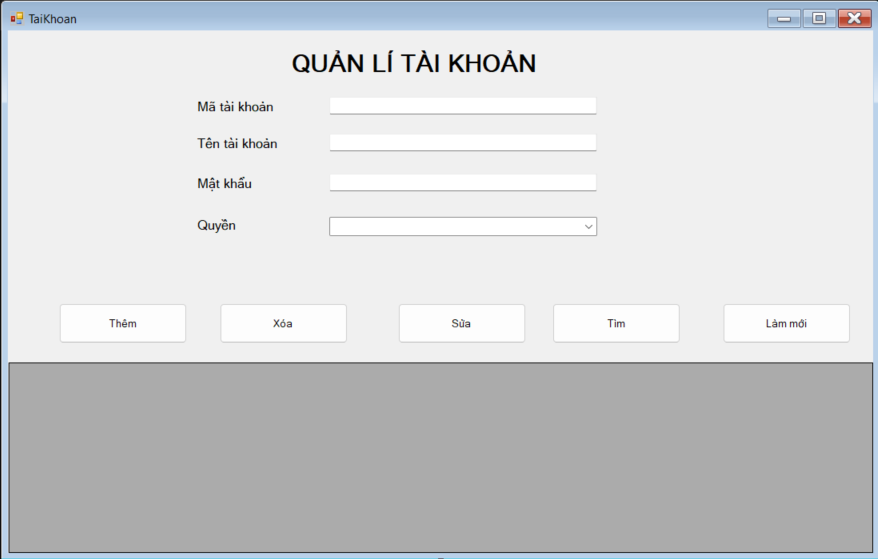 TaiKhoan
QUẢN LÍ TÀI KHOẢN
Mã tài khoản
Tên tài khoản
Mật khẩu
Quyền
Thêm
Xóa
Sửa
Tìm
Làm mới